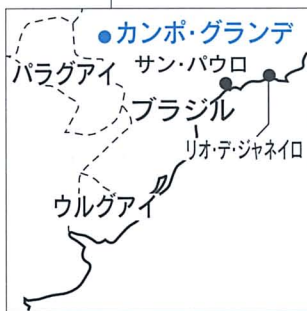 カンポ・グランデ
パラグアイ
サン・パウロ
ブラジル
リオ・デ・ジャネイロ
ウルグアイ